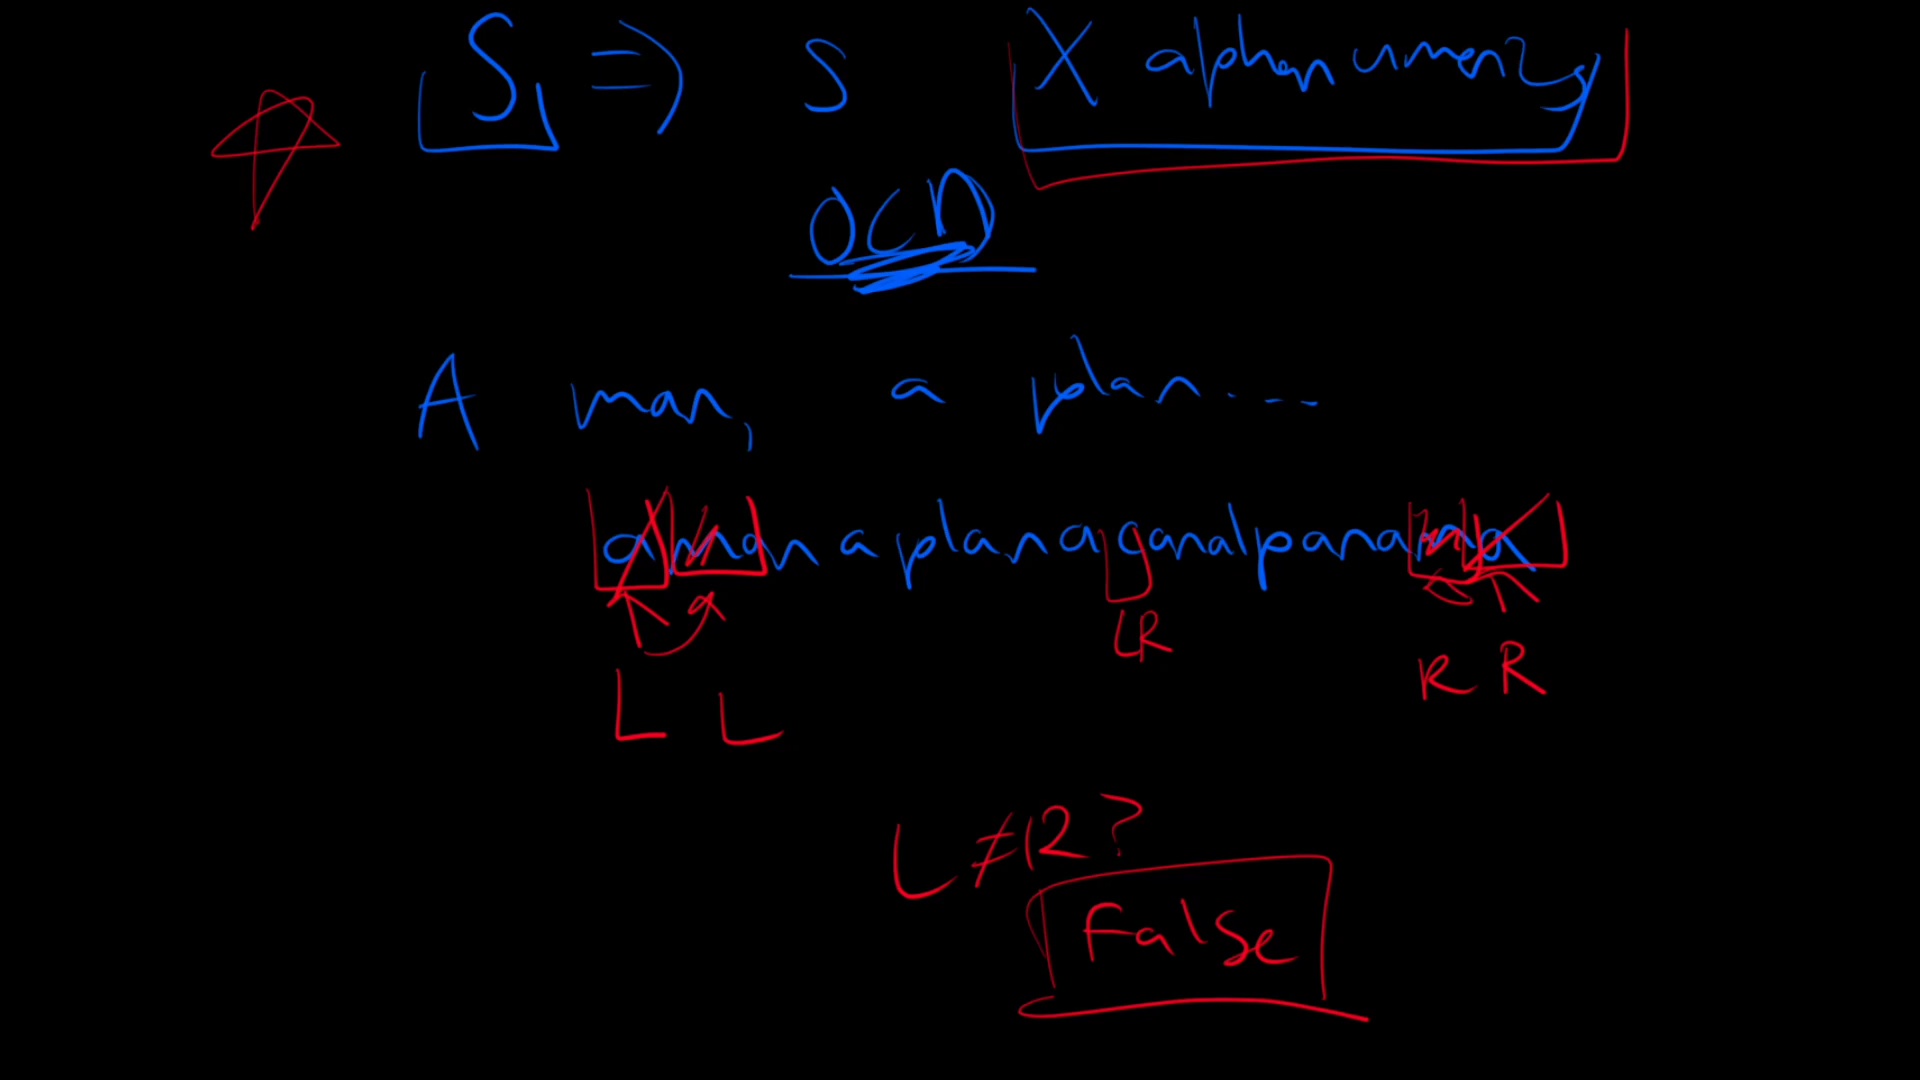 S => s X alphanumeric
OCD
A man, a plan....
amanaplanacanalpanama
LR
L L R R
L ≠ R ?
False